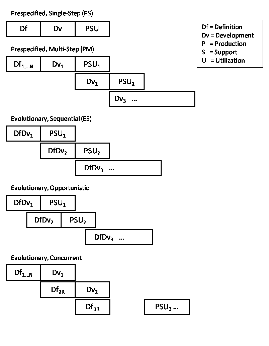 Prespecified, Single-Step (PS)
Df Dv PSU
Df = Definition
Dv = Development
P = Production
S = Support
U = Utilization
Prespecified, Multi-Step (PM)
Dv₁ PSU₁
Dv₂ PSU₂
Dv₃ ...
Evolutionary, Sequential (ES)
DfDv₁ PSU₁
DfDv₂ PSU₂
DfDv₃ ...
Evolutionary, Opportunistic
DfDv₁ PSU₁
DfDv₂ PSU₂
DfDv₃ ...
Evolutionary, Concurrent
Dv₁
Dv₂
PSU₁ ...